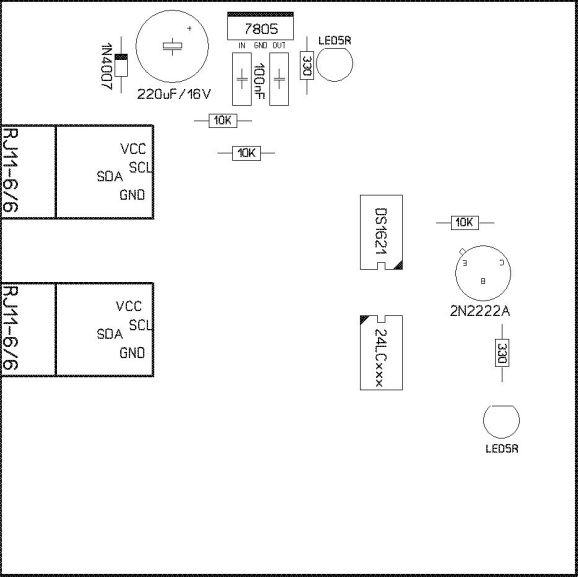 7805
IN GND OUT
LED5R
1N4007
220uF/16V
100nF
330
10K
10K
RJ11-6/6
VCC
SCL
SDA
GND
DS1621
10K
E C
B
2N2222A
RJ11-6/6
VCC
SCL
SDA
GND
24LCxxx
330
LED5R